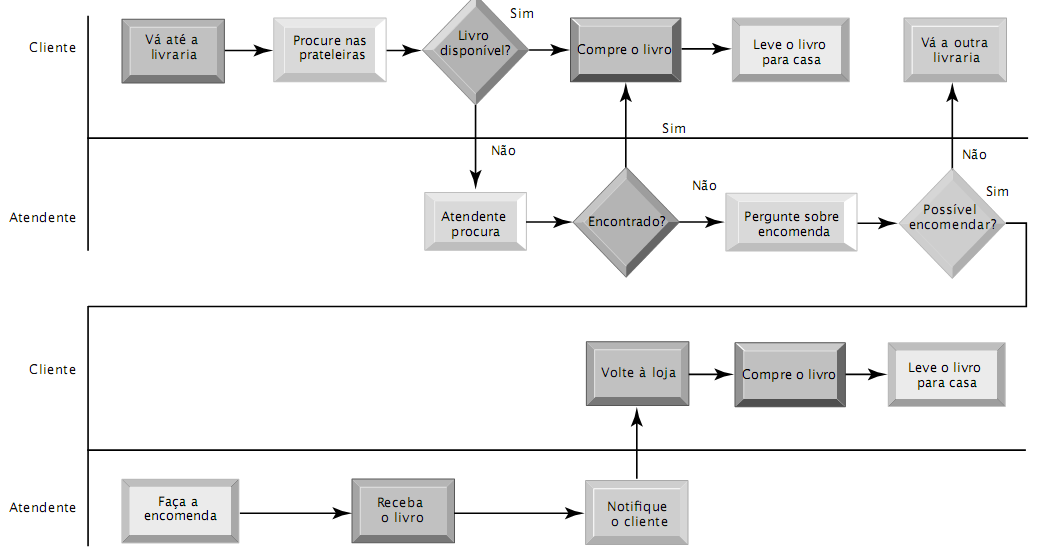 Cliente
Vá até a
livraria
Procure nas
prateleiras
Livro
disponível?
Sim
Compre o livro
Leve o livro
para casa
Vá a outra
livraria
Sim
Não
Não
Atendente
Atendente
procura
Encontrado?
Não
Pergunte sobre
encomenda
Possível
encomendar?
Sim
Cliente
Volte à loja
Compre o livro
Leve o livro
para casa
Atendente
Faça a
encomenda
Receba
o livro
Notifique
o cliente